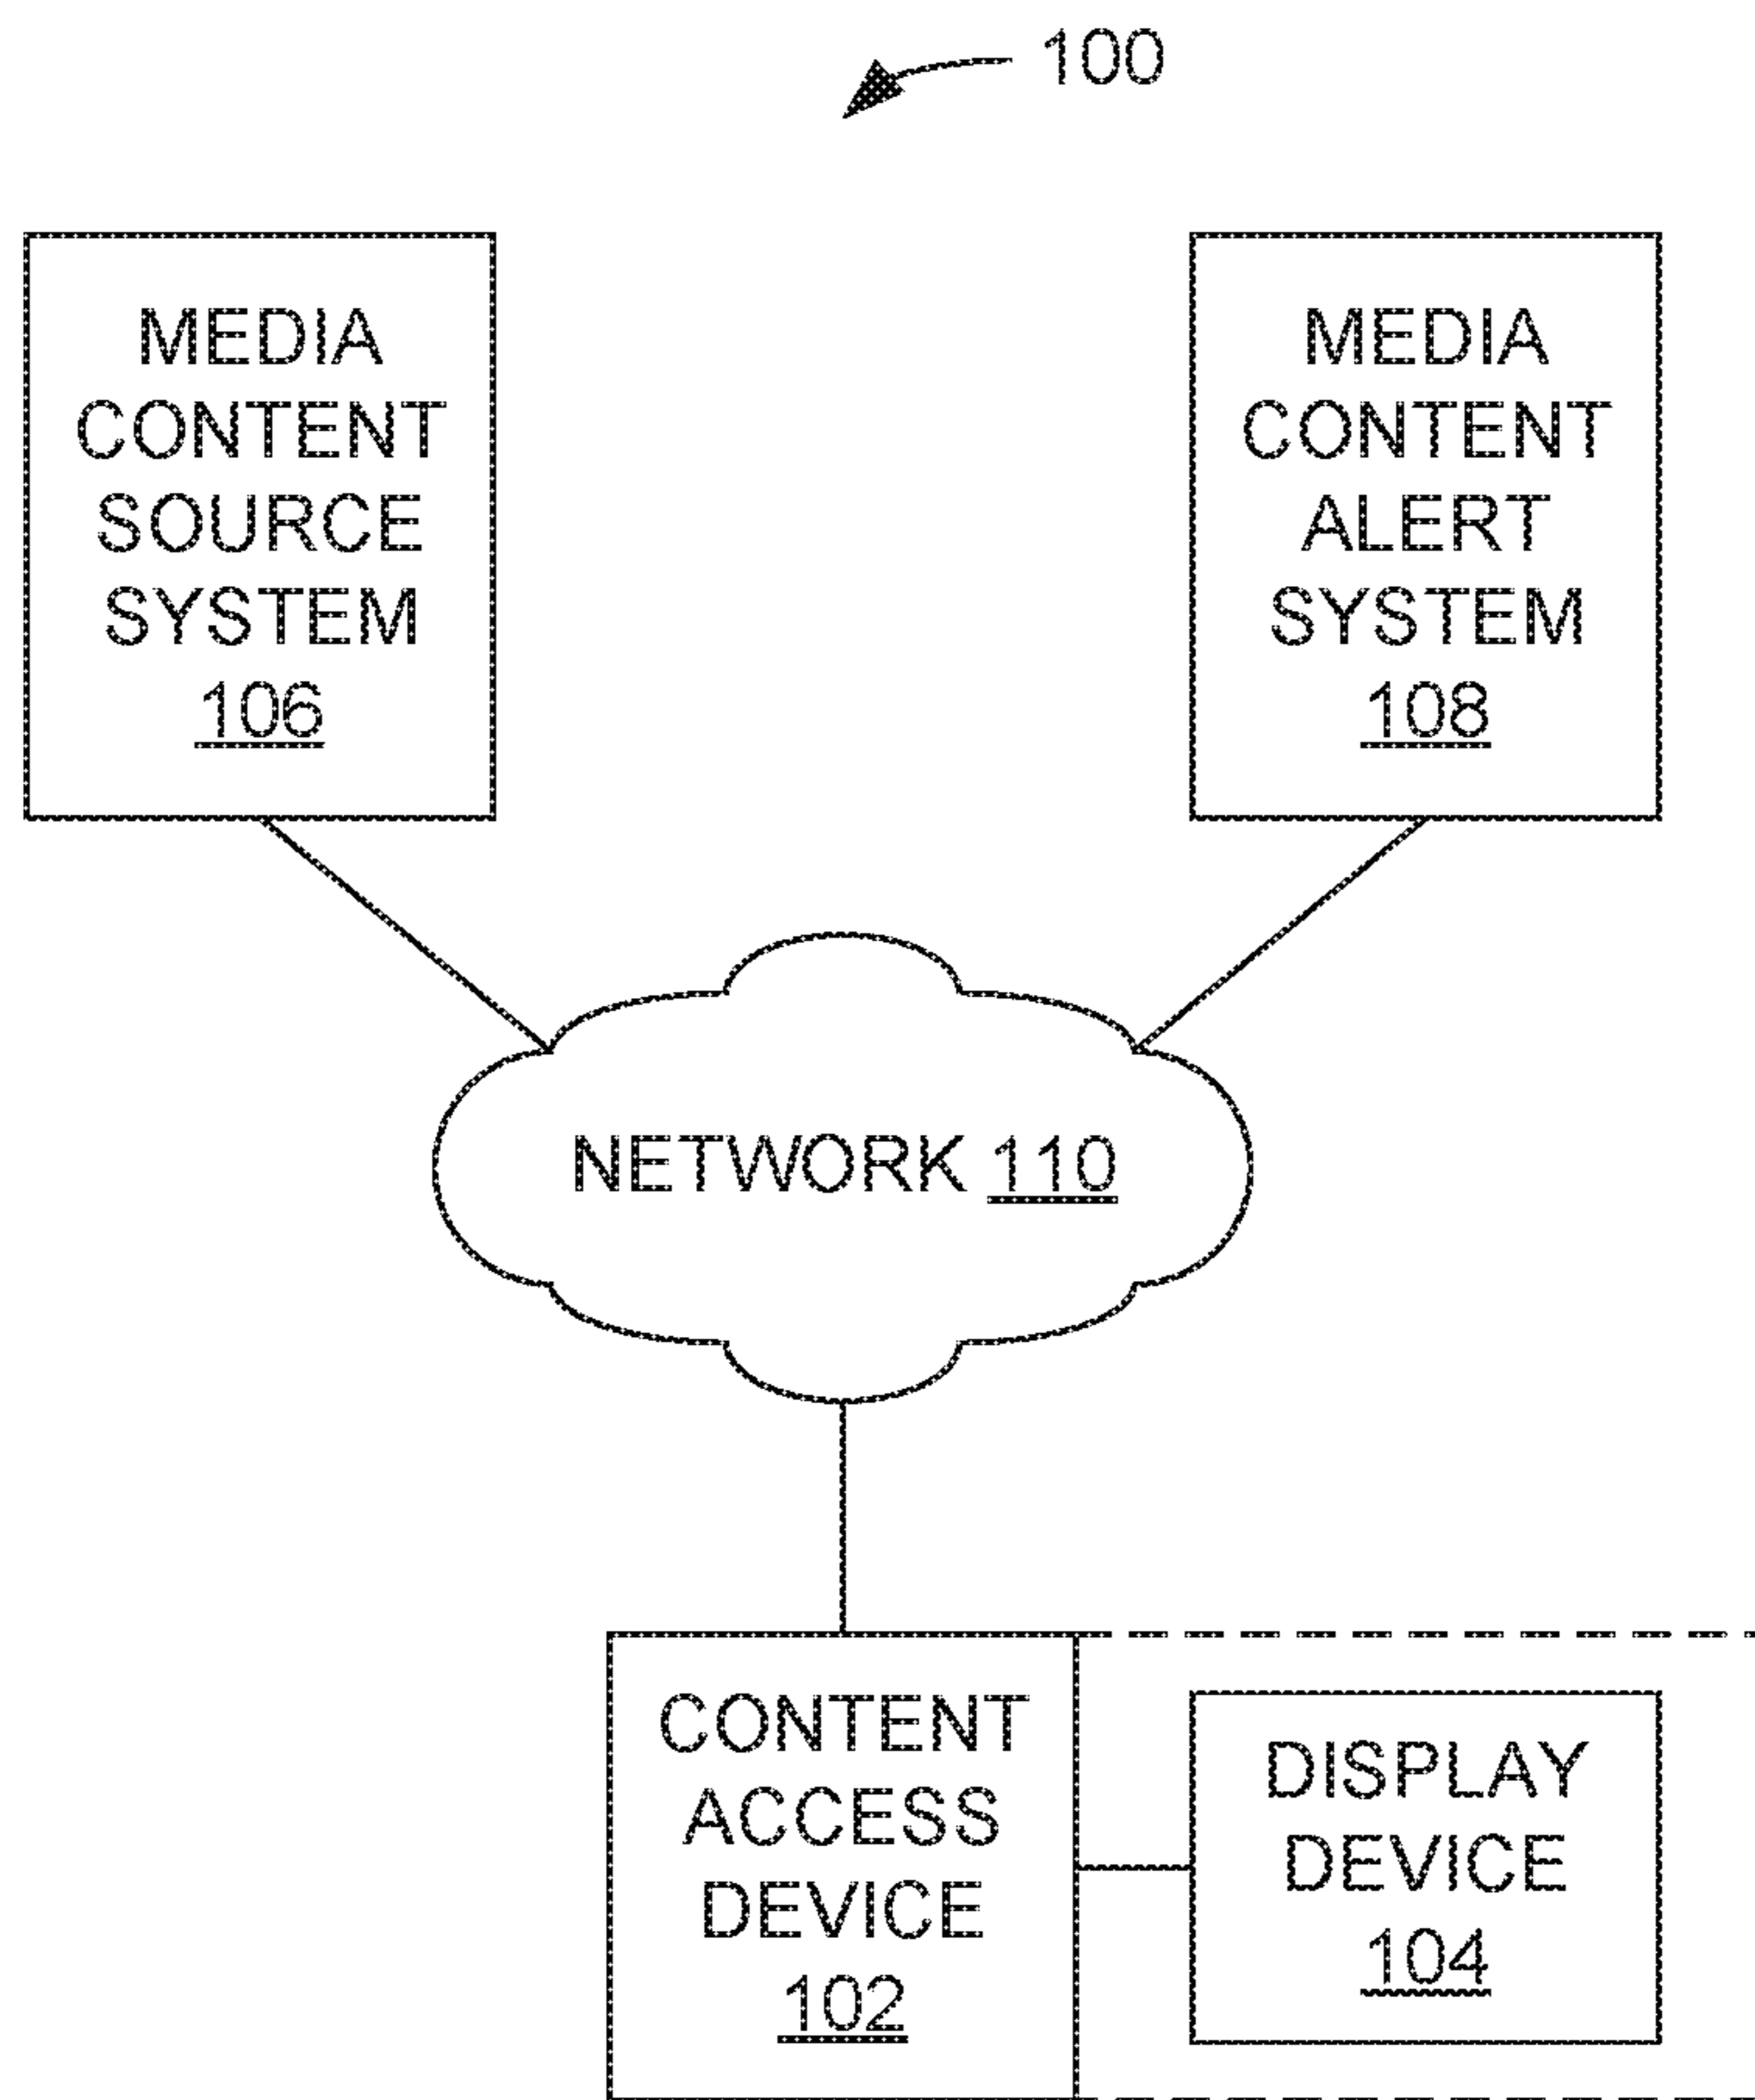 100
MEDIA
CONTENT
SOURCE
SYSTEM
106
MEDIA
CONTENT
ALERT
SYSTEM
108
NETWORK 110
CONTENT
ACCESS
DEVICE
102
DISPLAY
DEVICE
104